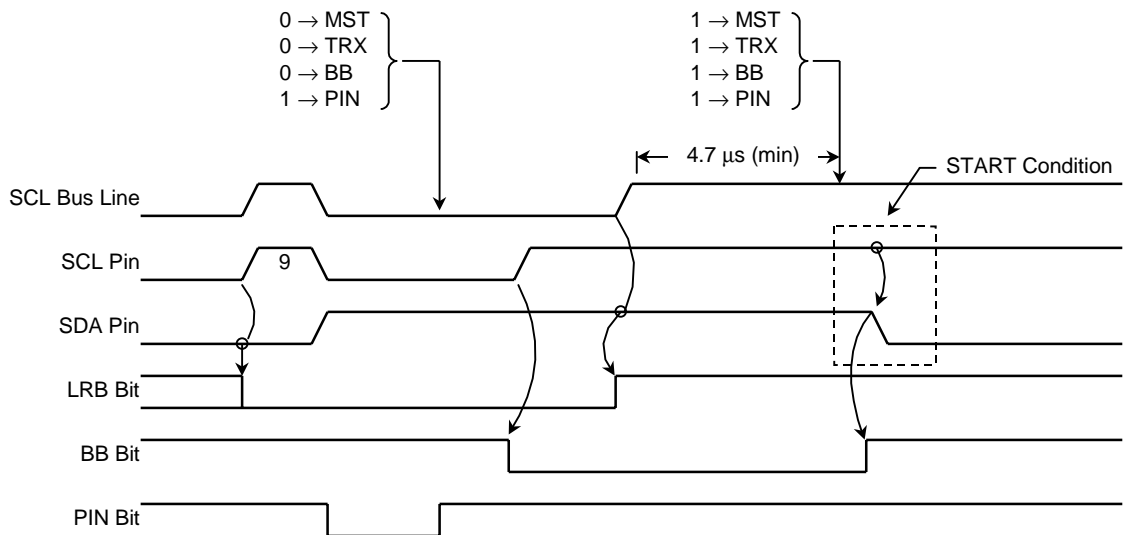 0 → MST
0 → TRX
0 → BB
1 → PIN
1 → MST
1 → TRX
1 → BB
1 → PIN
4.7 μs (min)
START Condition
SCL Bus Line
SCL Pin
9
SDA Pin
LRB Bit
BB Bit
PIN Bit